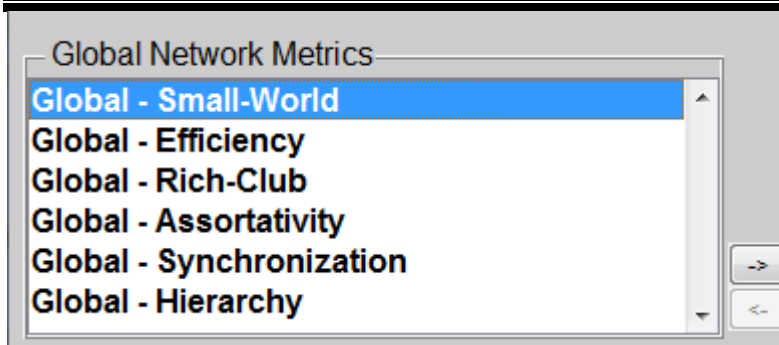 Global Network Metrics
Global - Small-World
Global - Efficiency
Global - Rich-Club
Global - Assortativity
Global - Synchronization
Global - Hierarchy
->
<-